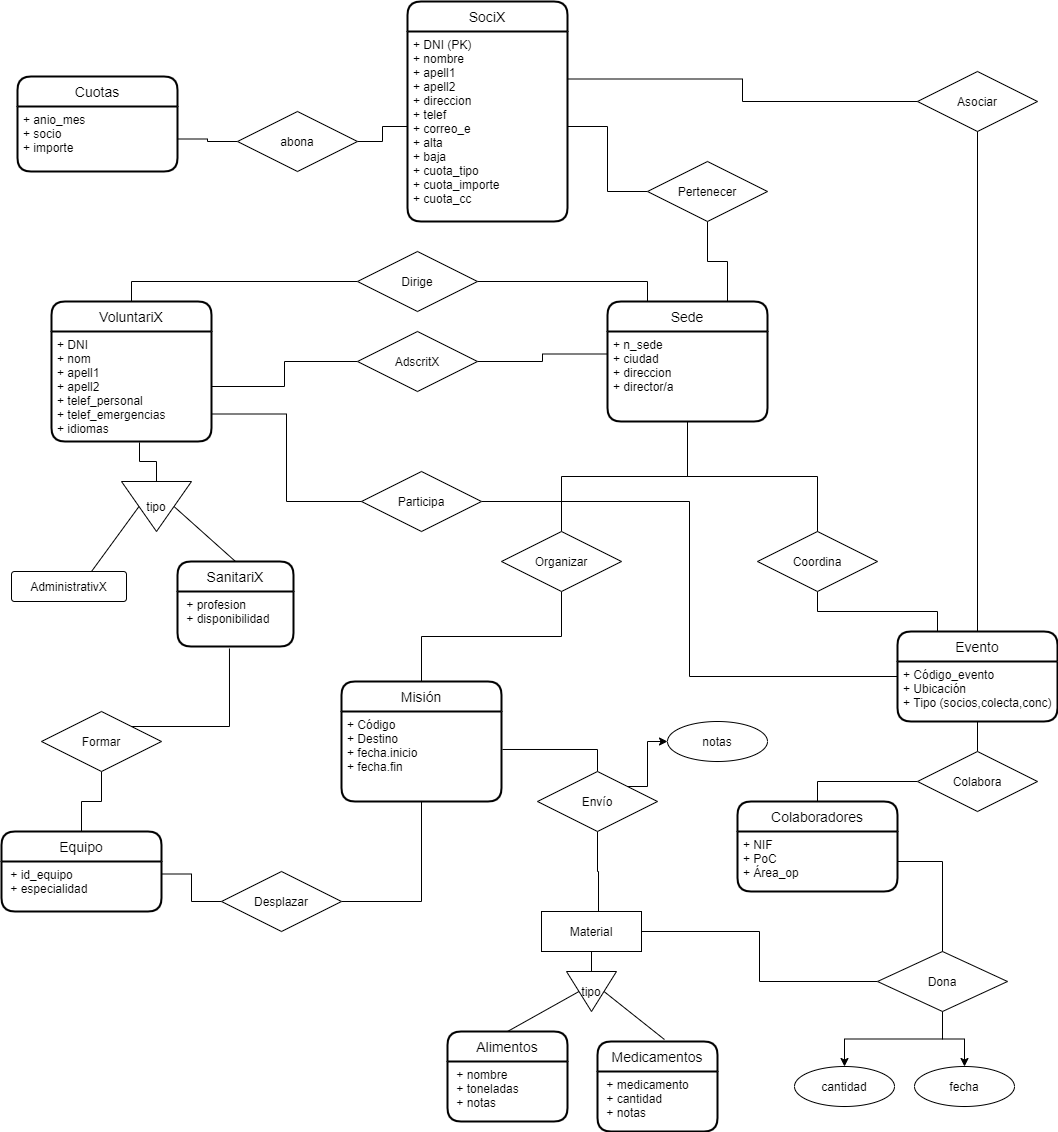 SociX
+ DNI (PK)
+ nombre
+ apell1
+ apell2
+ direccion
+ telef
+ correo_e
+ alta
+ baja
+ cuota_tipo
+ cuota_importe
+ cuota_cc
Cuotas
+ anio_mes
+ socio
+ importe
abona
Asociar
Pertenecer
Dirige
VoluntariX
+ DNI
+ nom
+ apell1
+ apell2
+ telef_personal
+ telef_emergencias
+ idiomas
AdscritX
Sede
+ n_sede
+ ciudad
+ direccion
+ director/a
tipo
Participa
AdministrativX
SanitariX
+ profesion
+ disponibilidad
Organizar
Coordina
Evento
+ Código_evento
+ Ubicación
+ Tipo (socios,colecta,conc)
Misión
+ Código
+ Destino
+ fecha.inicio
+ fecha.fin
Formar
notas
Envío
Colabora
Colaboradores
+ NIF
+ PoC
+ Área_op
Equipo
+ id_equipo
+ especialidad
Desplazar
Material
Dona
tipo
Alimentos
+ nombre
+ toneladas
+ notas
Medicamentos
+ medicamento
+ cantidad
+ notas
cantidad
fecha